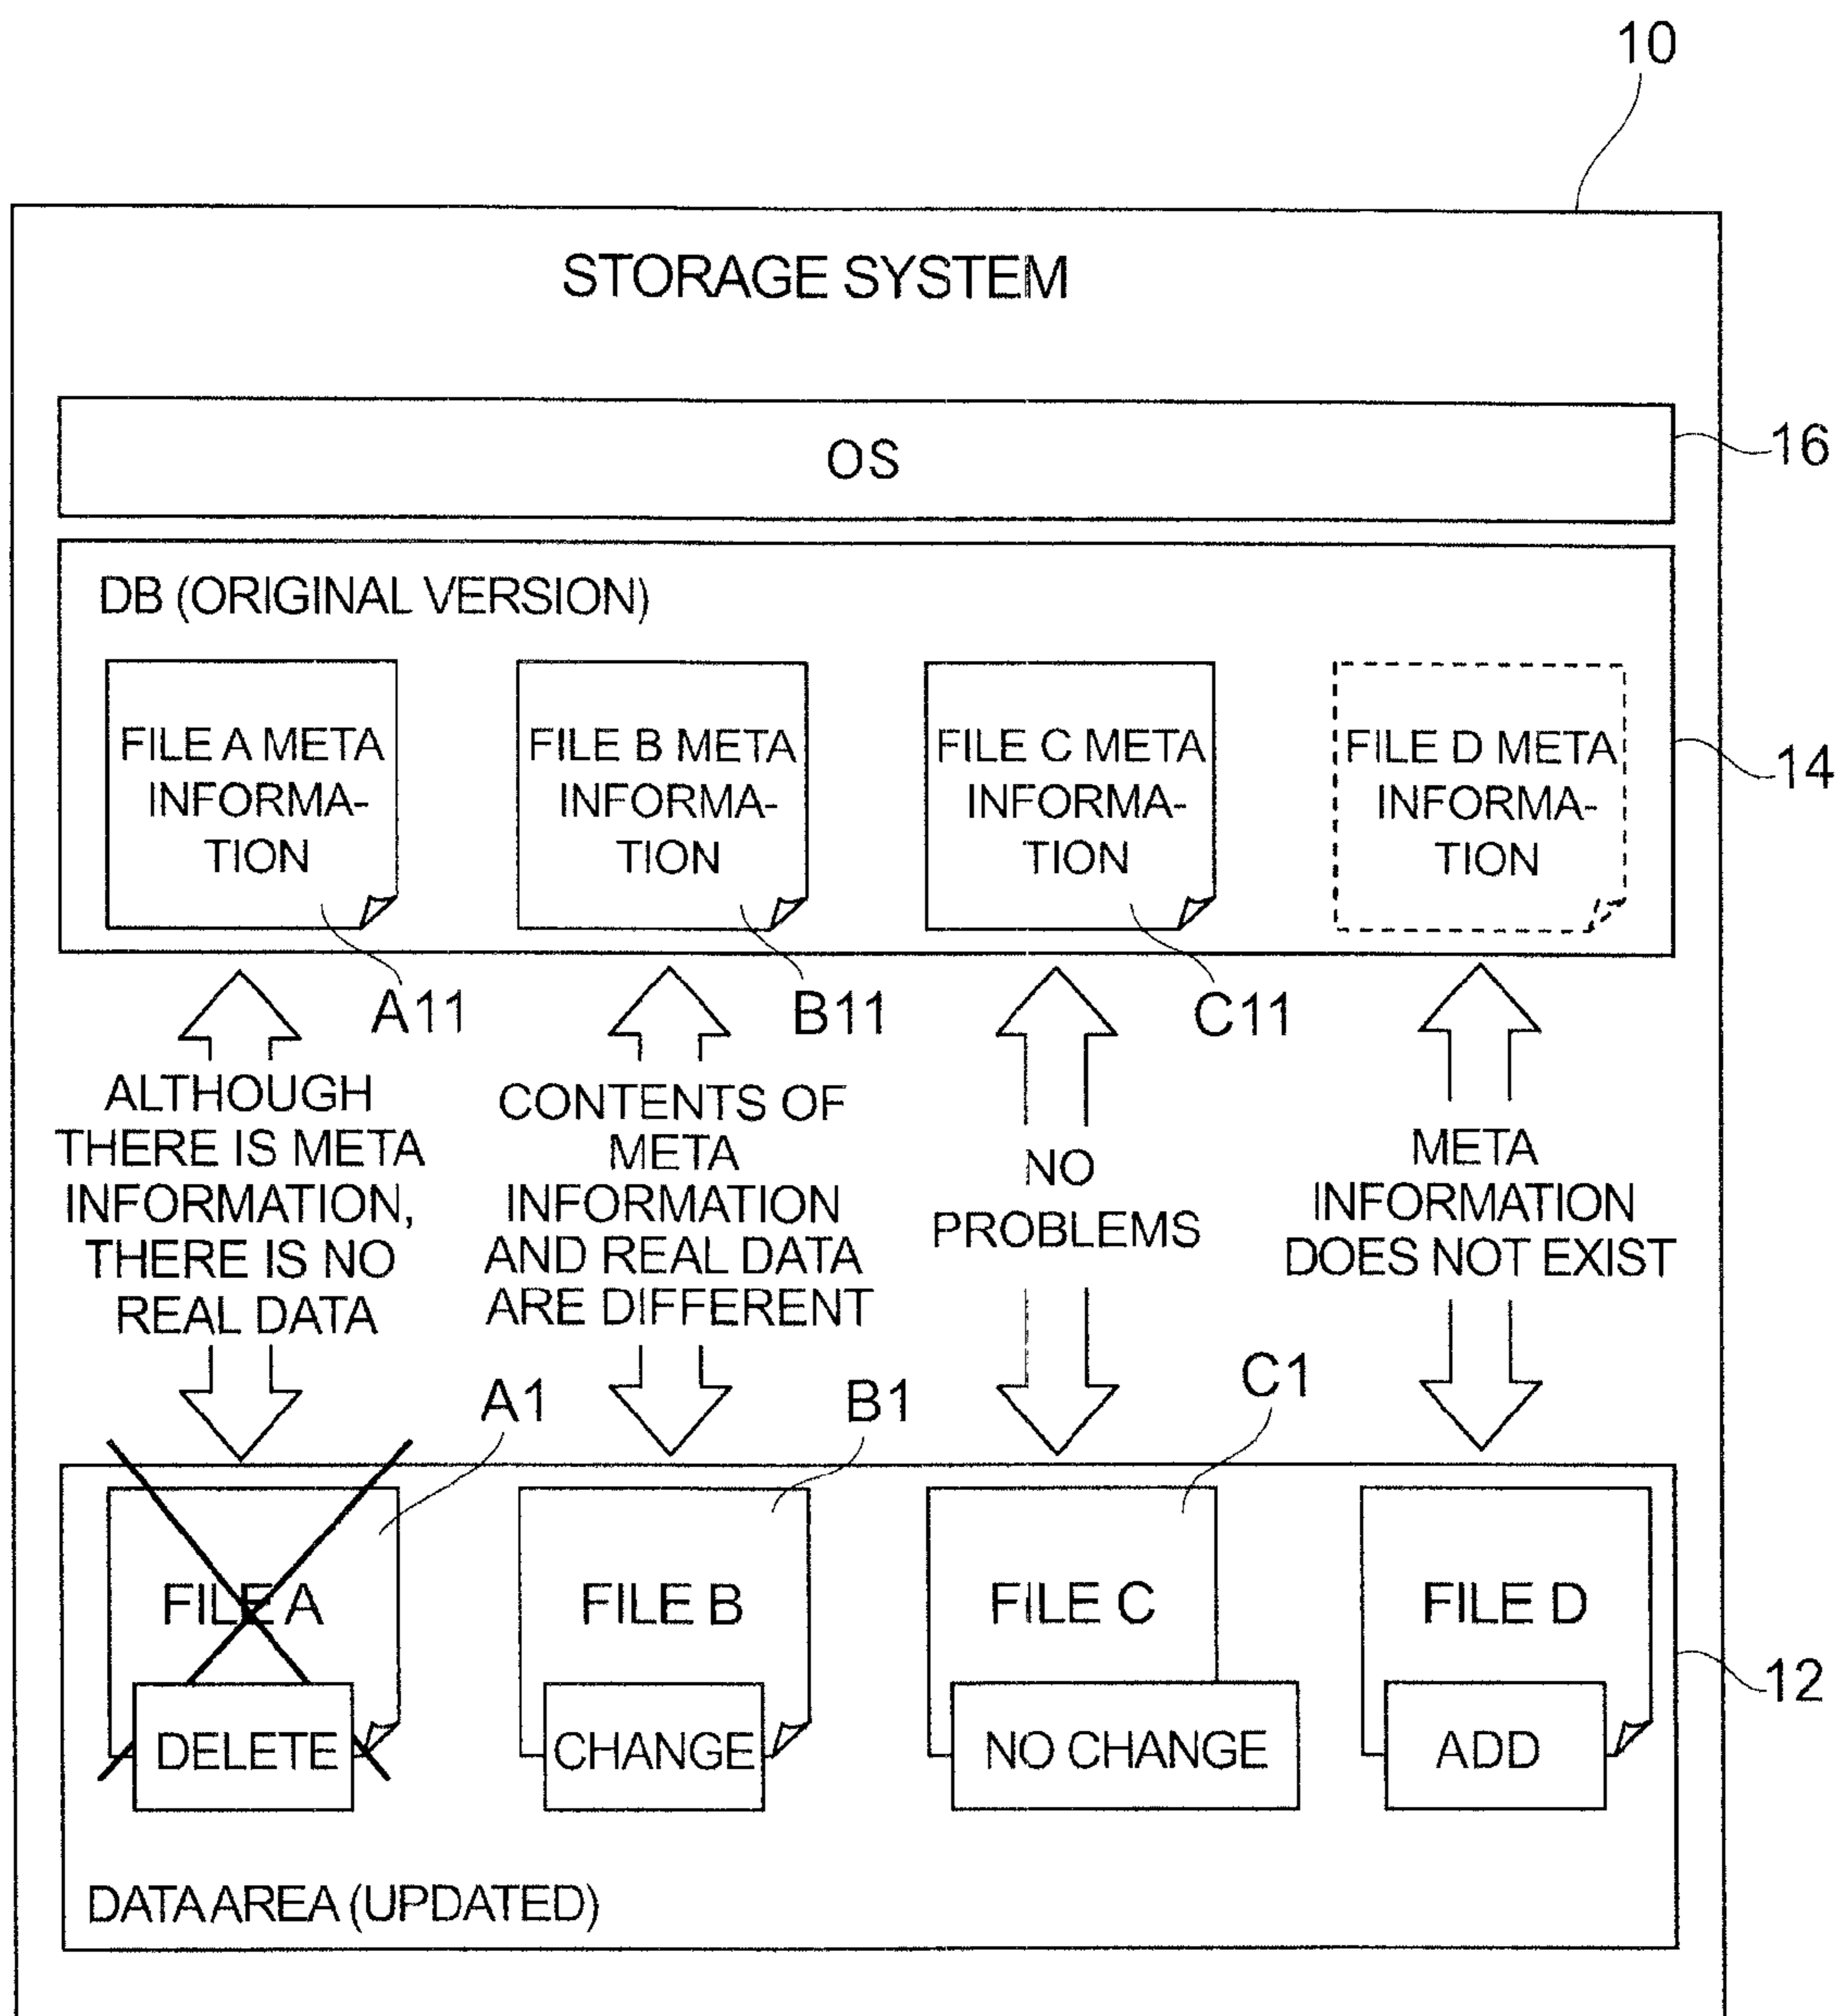 10
STORAGE SYSTEM
OS
16
DB (ORIGINAL VERSION)
FILE A META
INFORMA-
TION
FILE B META
INFORMA-
TION
FILE C META
INFORMA-
TION
FILE D META
INFORMA-
TION
14
A11
B11
C11
ALTHOUGH
THERE IS META
INFORMATION,
THERE IS NO
REAL DATA
CONTENTS OF
META
INFORMATION
AND REAL DATA
ARE DIFFERENT
NO
PROBLEMS
META
INFORMATION
DOES NOT EXIST
A1
B1
C1
FILE A
DELETE
FILE B
CHANGE
FILE C
NO CHANGE
FILE D
ADD
12
DATA AREA (UPDATED)